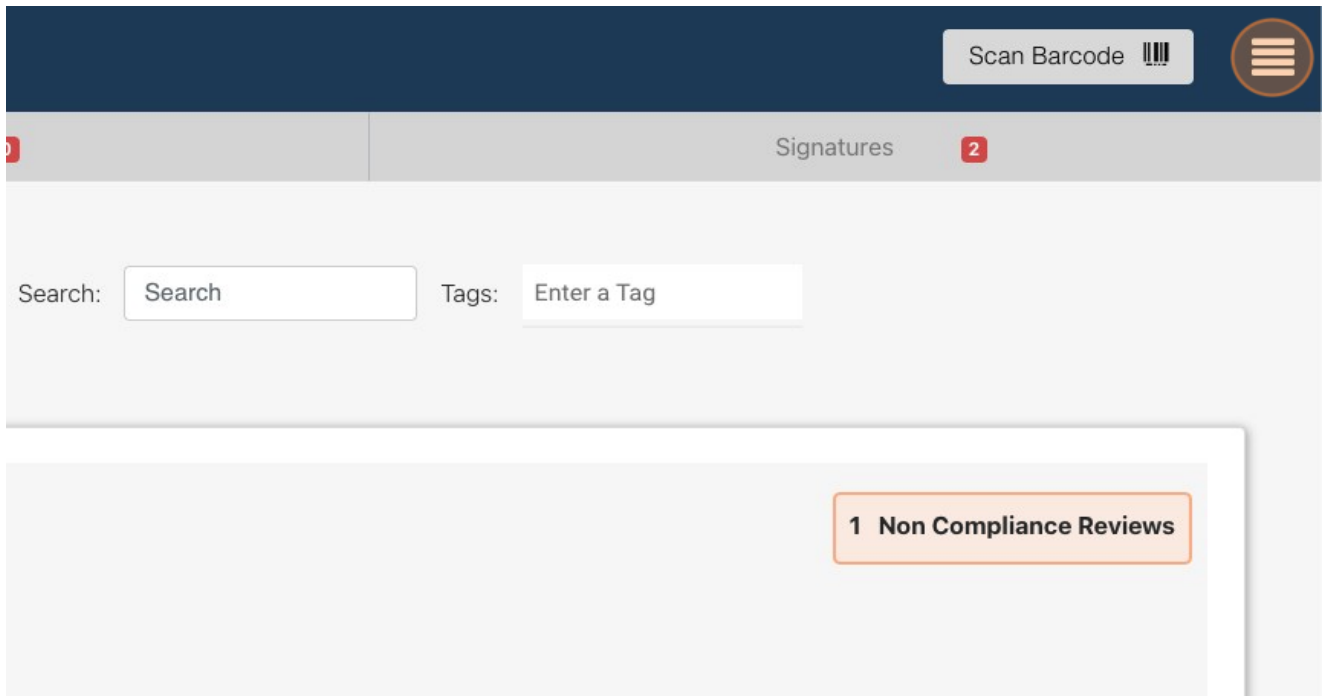 Scan Barcode
Signatures 2
Search: Search Tags: Enter a Tag
1 Non Compliance Reviews